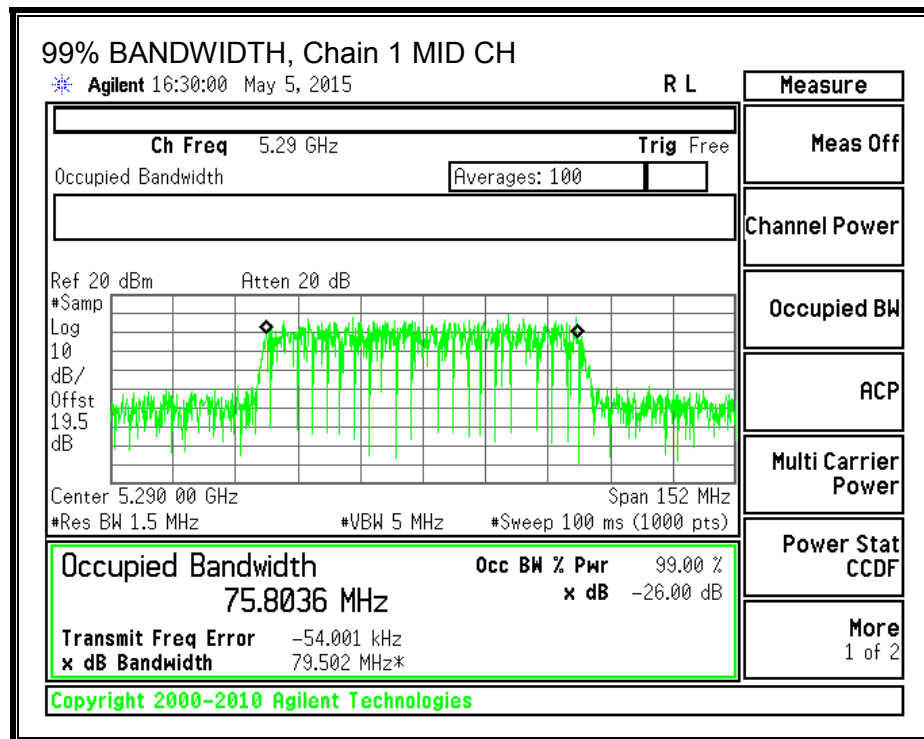 99% BANDWIDTH, Chain 1 MID CH
Agilent 16:30:00 May 5, 2015 R L
Measure
Ch Freq 5.29 GHz Trig Free
Meas Off
Occupied Bandwidth Averages: 100
Channel Power
Ref 20 dBm Atten 20 dB
#Samp
Log
10
dB/
Offst
19.5
dB
Occupied BW
ACP
Multi Carrier
Power
Center 5.290 00 GHz Span 152 MHz
#Res BW 1.5 MHz #VBW 5 MHz #Sweep 100 ms (1000 pts)
Power Stat
CCDF
Occupied Bandwidth Occ BW % Pwr 99.00 %
75.8036 MHz x dB -26.00 dB
Transmit Freq Error -54.001 kHz
x dB Bandwidth 79.502 MHz*
More
1 of 2
Copyright 2000-2010 Agilent Technologies